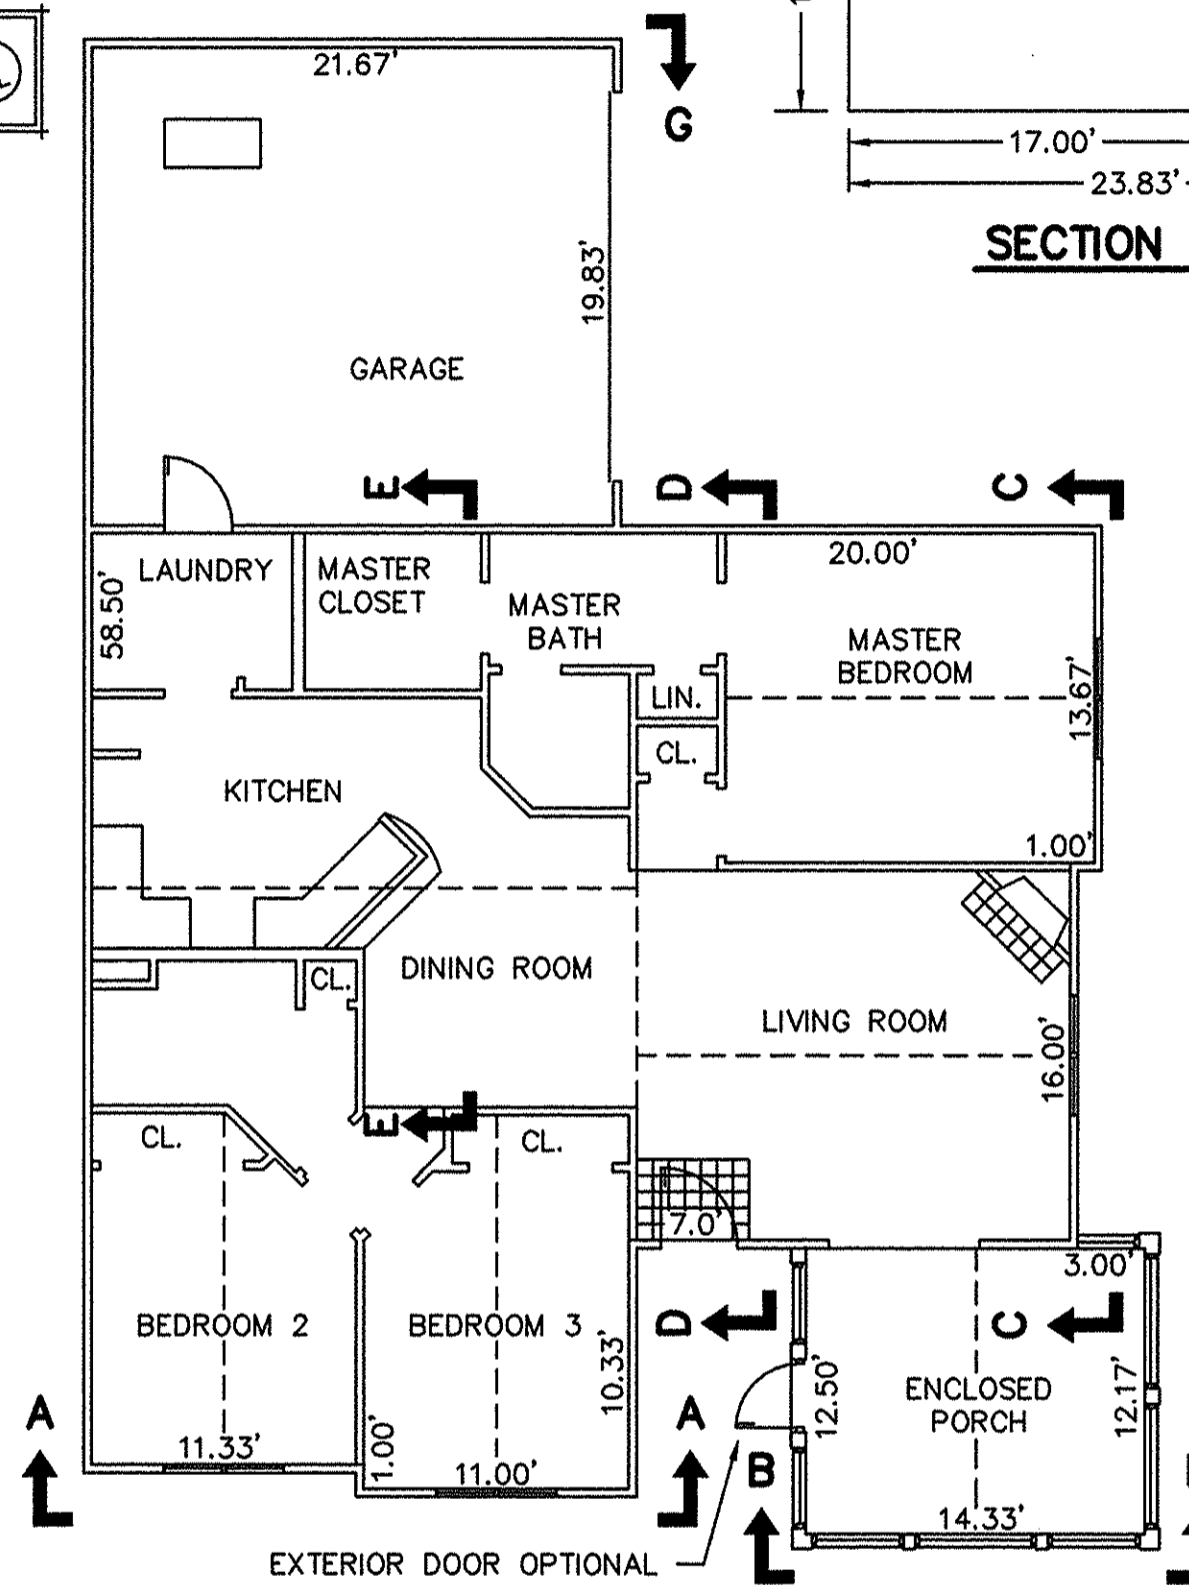 21.67'
G
17.00'
23.83'
SECTION
19.83'
GARAGE
E
D
C
LAUNDRY
MASTER
CLOSET
58.50'
MASTER
BATH
20.00'
MASTER
BEDROOM
13.67'
LIN.
CL.
KITCHEN
1.00'
DINING ROOM
CL.
LIVING ROOM
16.00'
CL.
E
CL.
7.0'
3.00'
BEDROOM 2
BEDROOM 3
10.33'
D
C
12.50'
ENCLOSED
PORCH
12.17'
A
A
B
11.33'
1.00'
11.00'
14.33'
EXTERIOR DOOR OPTIONAL